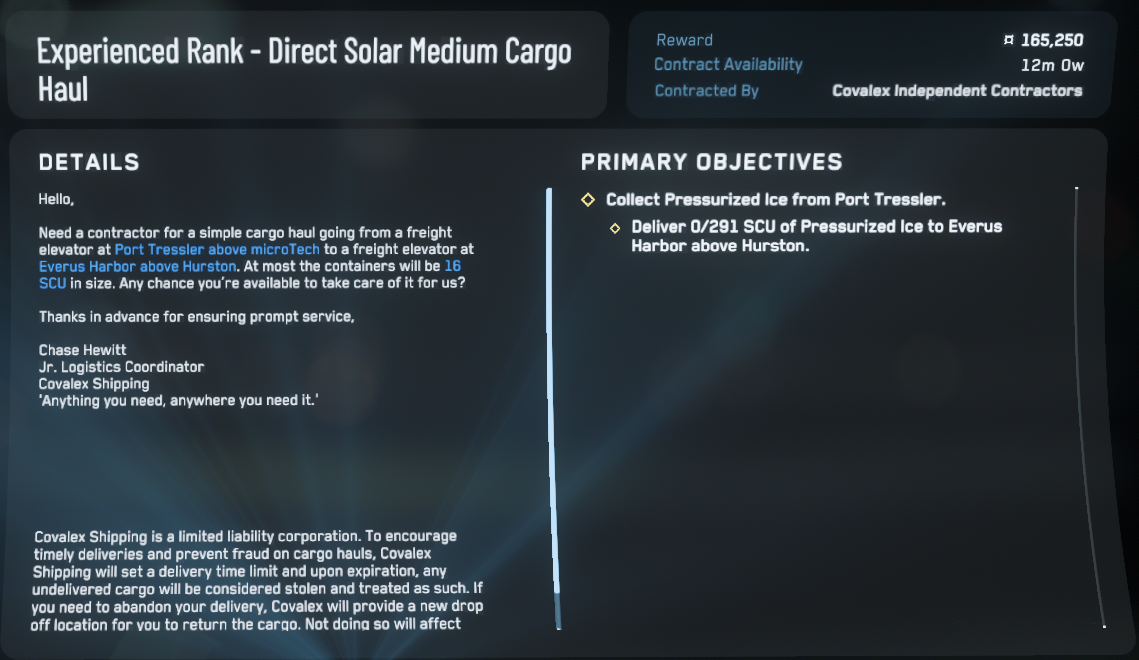 Experienced Rank - Direct Solar Medium Cargo
Haul
Reward ¤ 165,250
Contract Availability 12m 0w
Contracted By Covalex Independent Contractors
DETAILS
Hello,
Need a contractor for a simple cargo haul going from a freight
elevator at Port Tressler above microTech to a freight elevator at
Everus Harbor above Hurston. At most the containers will be 16
SCU in size. Any chance you're available to take care of it for us?
Thanks in advance for ensuring prompt service,
Chase Hewitt
Jr. Logistics Coordinator
Covalex Shipping
'Anything you need, anywhere you need it.'
Covalex Shipping is a limited liability corporation. To encourage
timely deliveries and prevent fraud on cargo hauls, Covalex
Shipping will set a delivery time limit and upon expiration, any
undelivered cargo will be considered stolen and treated as such. If
you need to abandon your delivery, Covalex will provide a new drop
off location for you to return the cargo. Not doing so will affect
PRIMARY OBJECTIVES
Collect Pressurized Ice from Port Tressler.
Deliver 0/291 SCU of Pressurized Ice to Everus
Harbor above Hurston.